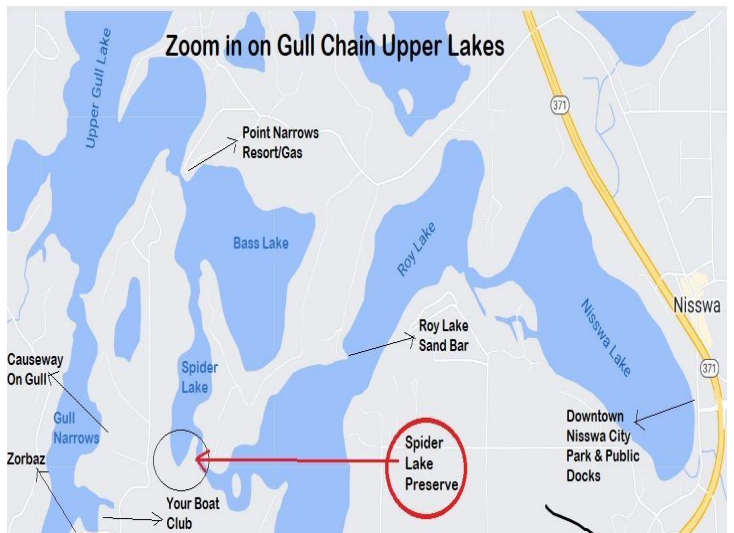 Zoom in on Gull Chain Upper Lakes
Upper Gull Lake
371
Point Narrows
Resort/Gas
Bass Lake
Roy Lake
Nisswa
Nisswa Lake
Roy Lake
Sand Bar
Causeway
On Gull
Spider
Lake
371
Gull
Narrows
Downtown
Nisswa City
Park & Public
Docks
Spider
Lake
Preserve
Zorbaz
Your Boat
Club